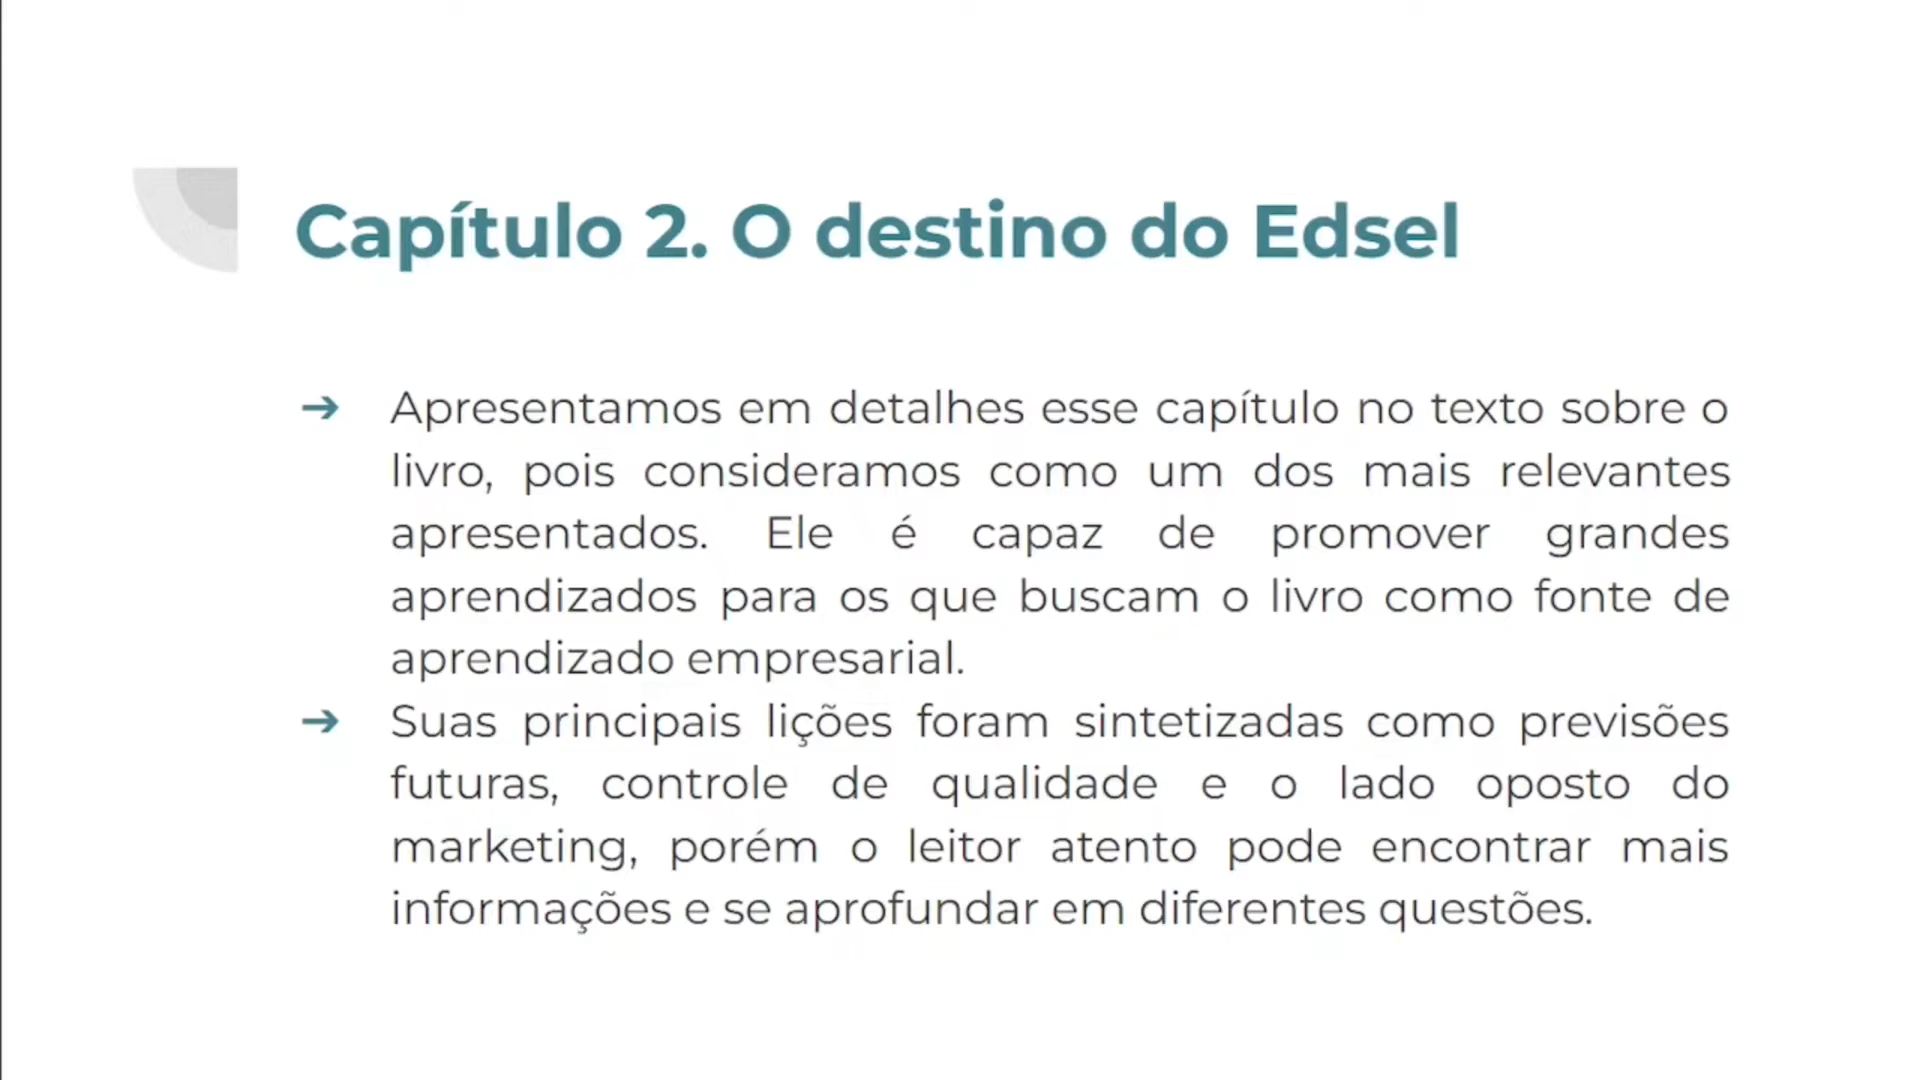 Capítulo 2. O destino do Edsel
➔ Apresentamos em detalhes esse capítulo no texto sobre o
livro, pois consideramos como um dos mais relevantes
apresentados. Ele é capaz de promover grandes
aprendizados para os que buscam o livro como fonte de
aprendizado empresarial.
➔ Suas principais lições foram sintetizadas como previsões
futuras, controle de qualidade e o lado oposto do
marketing, porém o leitor atento pode encontrar mais
informações e se aprofundar em diferentes questões.